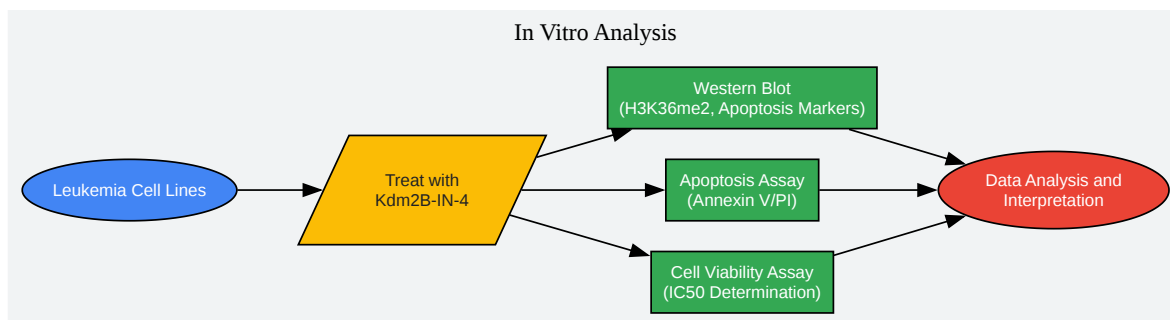 In Vitro Analysis
Leukemia Cell Lines
Treat with
Kdm2B-IN-4
Western Blot
(H3K36me2, Apoptosis Markers)
Apoptosis Assay
(Annexin V/PI)
Cell Viability Assay
(IC50 Determination)
Data Analysis and
Interpretation